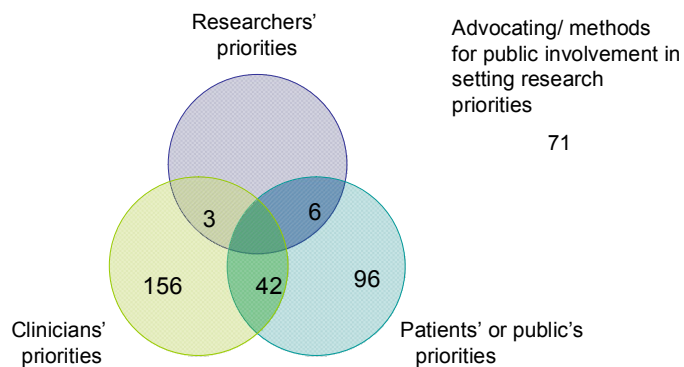 Researchers'
priorities
Advocating/ methods
for public involvement in
setting research
priorities
71
3
6
156
42
96
Clinicians'
priorities
Patients' or public's
priorities